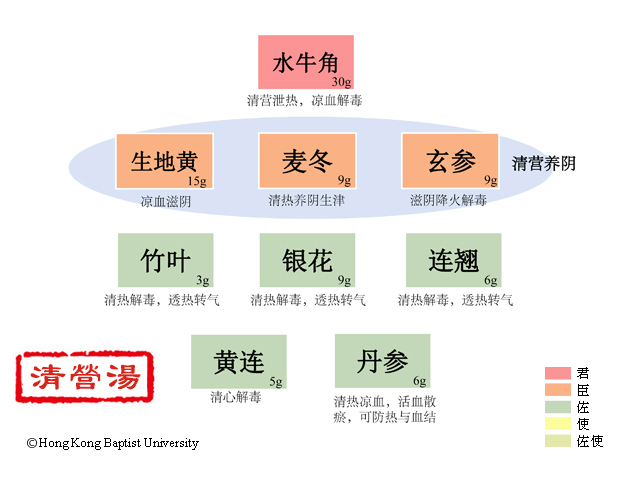 水牛角
30g
清营泄热，凉血解毒
生地黄
15g
麦冬
9g
玄参
9g
清营养阴
凉血滋阴
清热养阴生津
滋阴降火解毒
竹叶
3g
银花
9g
连翘
6g
清热解毒，透热转气
清热解毒，透热转气
清热解毒，透热转气
黄连
5g
丹参
6g
清心解毒
清热凉血，活血散
瘀，可防热与血结
清營湯
君
臣
佐
使
佐使
©Hong Kong Baptist University